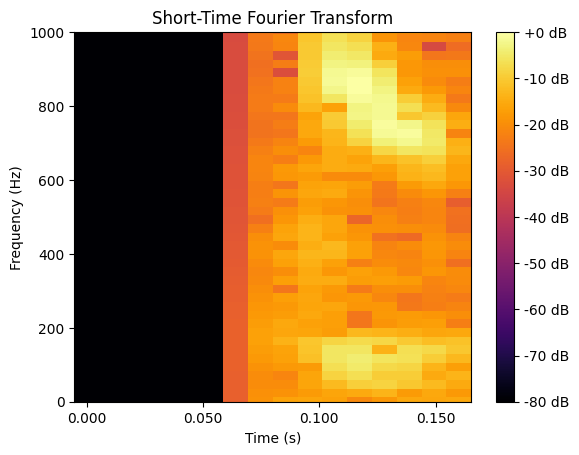 Short-Time Fourier Transform
Frequency (Hz)
1000
800
600
400
200
0
0.000
0.050
0.100
0.150
Time (s)
+0 dB
-10 dB
-20 dB
-30 dB
-40 dB
-50 dB
-60 dB
-70 dB
-80 dB